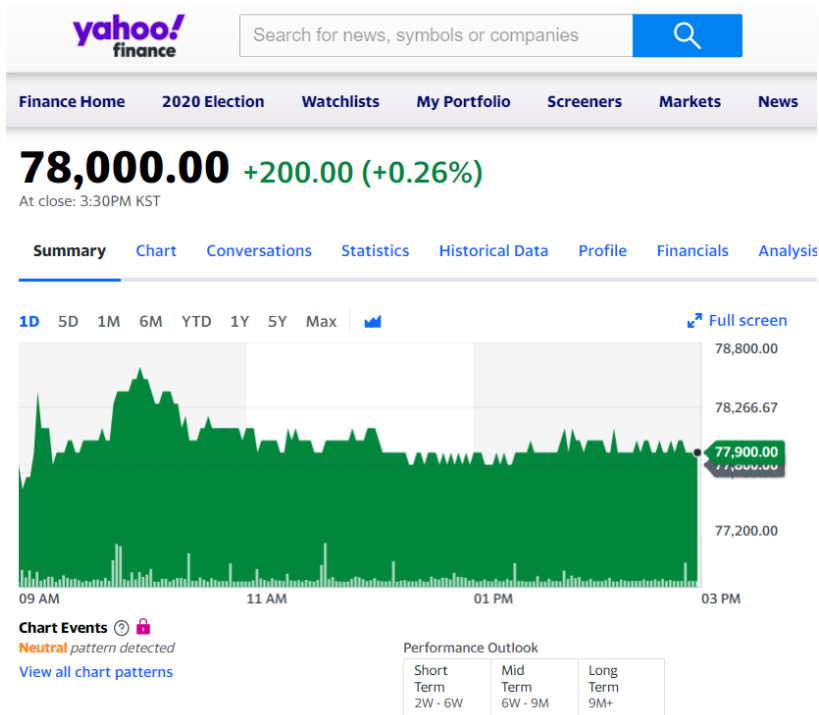 yahoo!
finance
Search for news, symbols or companies
Finance Home 2020 Election Watchlists My Portfolio Screeners Markets News
78,000.00 +200.00 (+0.26%)
At close: 3:30PM KST
Summary Chart Conversations Statistics Historical Data Profile Financials Analysis
1D 5D 1M 6M YTD 1Y 5Y Max Full screen
78,800.00
78,266.67
77,900.00
77,800.00
77,200.00
09 AM 11 AM 01 PM 03 PM
Chart Events ?
Neutral pattern detected
View all chart patterns
Performance Outlook
Short Mid Long
Term Term Term
2W - 6W 6W - 9M 9M+